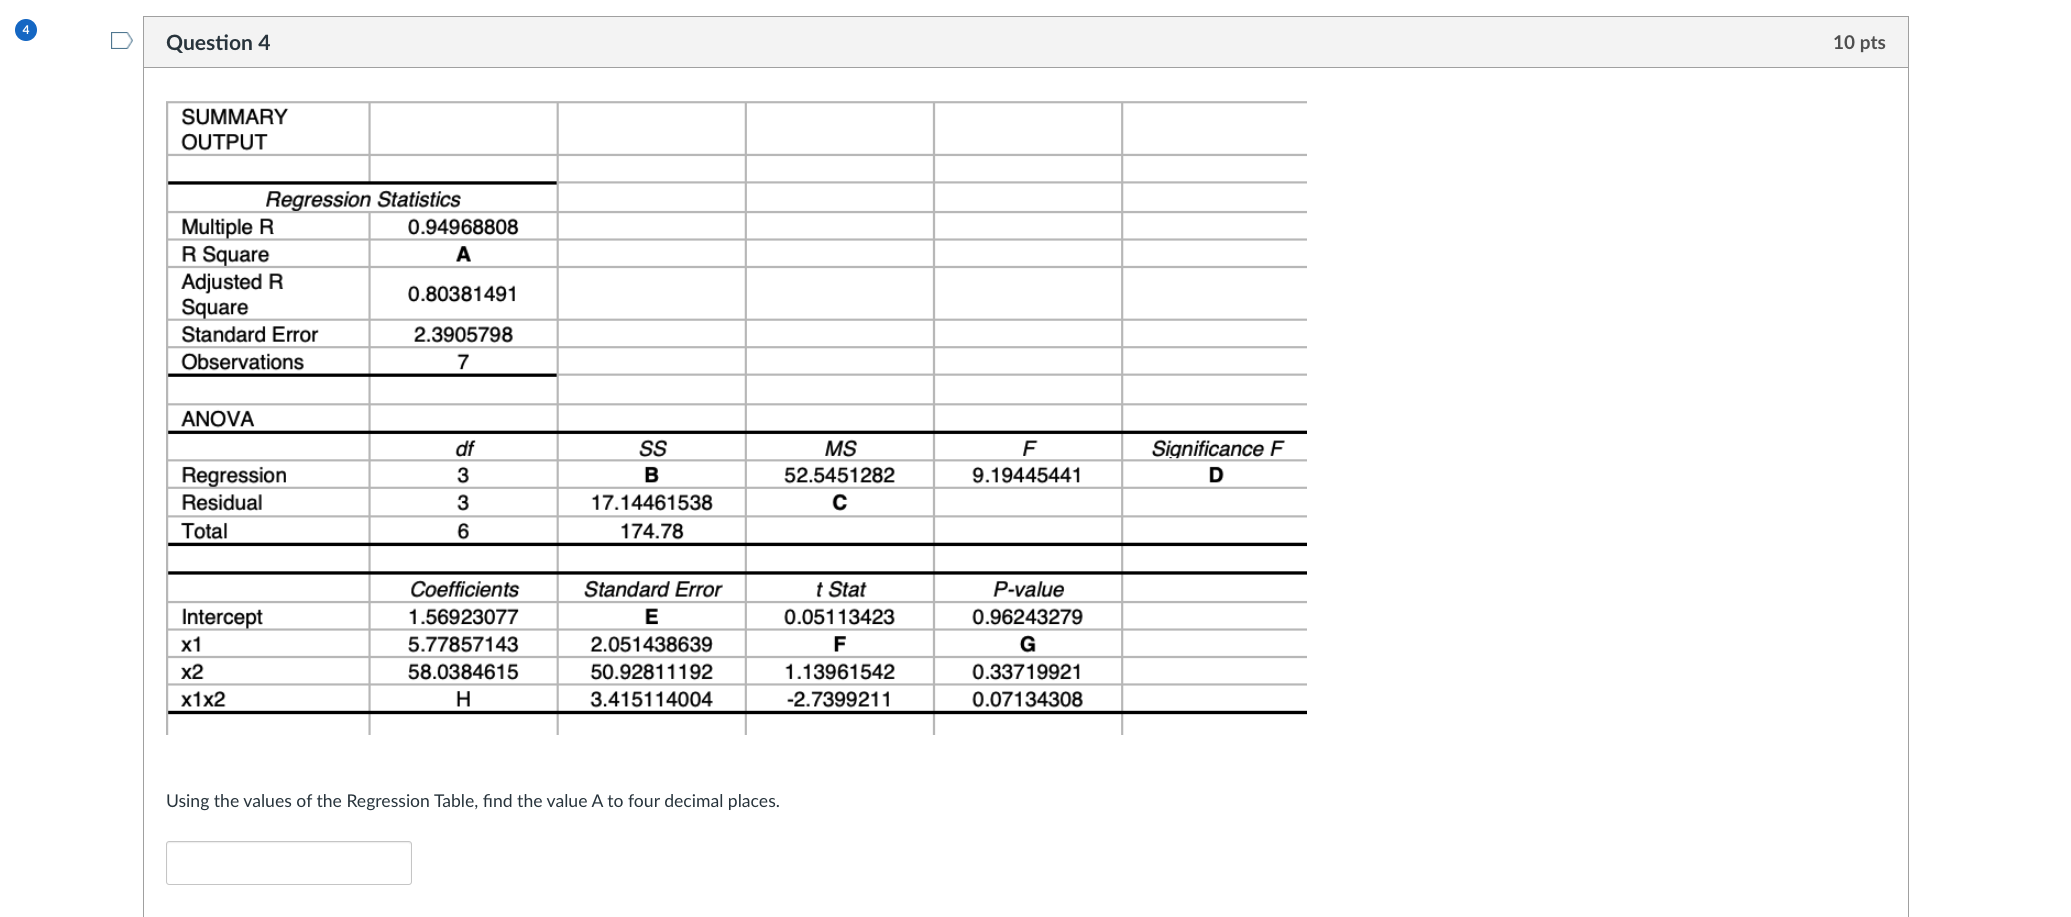 4
Question 4 10 pts
SUMMARY
OUTPUT
Regression Statistics
Multiple R 0.94968808
R Square A
Adjusted R
Square 0.80381491
Standard Error 2.3905798
Observations 7
ANOVA
df SS MS F Significance F
Regression 3 B 52.5451282 9.19445441 D
Residual 3 17.14461538 C
Total 6 174.78
Coefficients Standard Error t Stat P-value
Intercept 1.56923077 E 0.05113423 0.96243279
x1 5.77857143 2.051438639 F G
x2 58.0384615 50.92811192 1.13961542 0.33719921
x1x2 H 3.415114004 -2.7399211 0.07134308
Using the values of the Regression Table, find the value A to four decimal places.